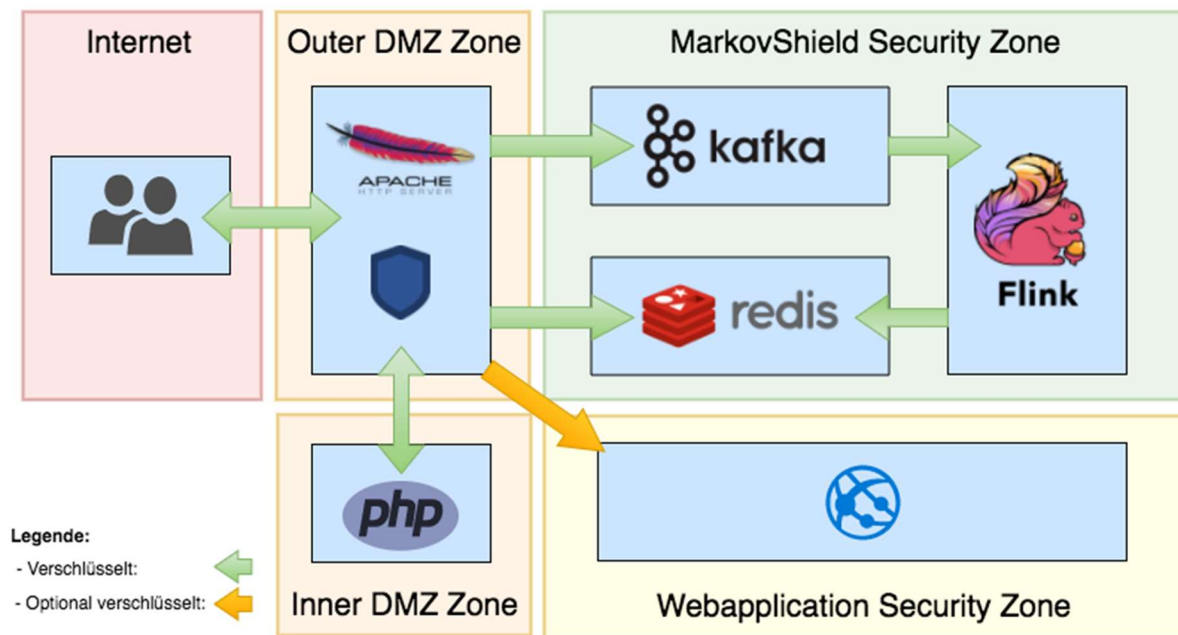 Internet
Outer DMZ Zone
MarkovShield Security Zone
APACHE
HTTP SERVER
kafka
redis
Flink
php
Legende:
- Verschlüsselt:
- Optional verschlüsselt:
Inner DMZ Zone
Webapplication Security Zone